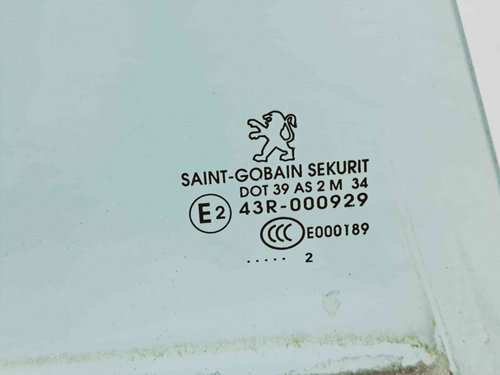 SAINT-GOBAIN SEKURIT
DOT 39 AS 2 M 34
E2 43R-000929
CCC E000189
..... 2